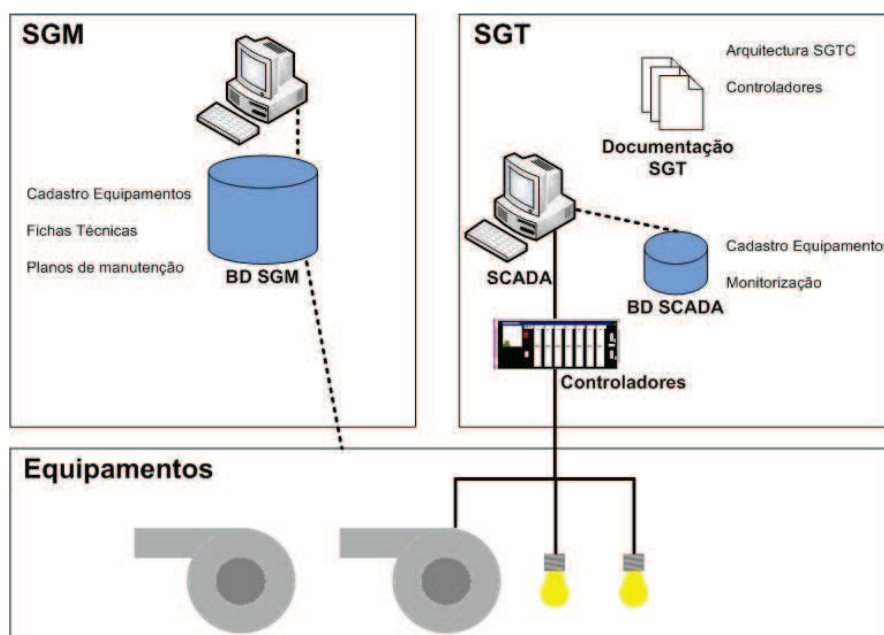 SGM
Cadastro Equipamentos
Fichas Técnicas
Planos de manutenção
BD SGM
SGT
Arquitectura SGTC
Controladores
Documentação
SGT
SCADA
Cadastro Equipamentos
Monitorização
BD SCADA
Controladores
Equipamentos